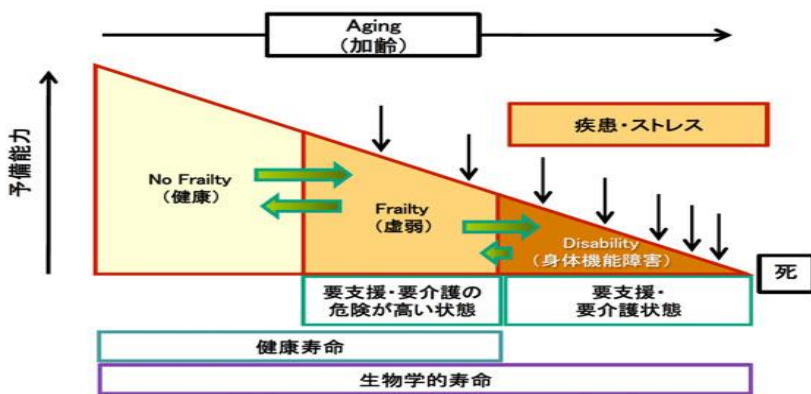 Aging
（加齢）
予備能力
疾患・ストレス
No Frailty
（健康）
Frailty
（虚弱）
Disability
（身体機能障害）
死
要支援・要介護の
危険が高い状態
要支援・
要介護状態
健康寿命
生物学的寿命